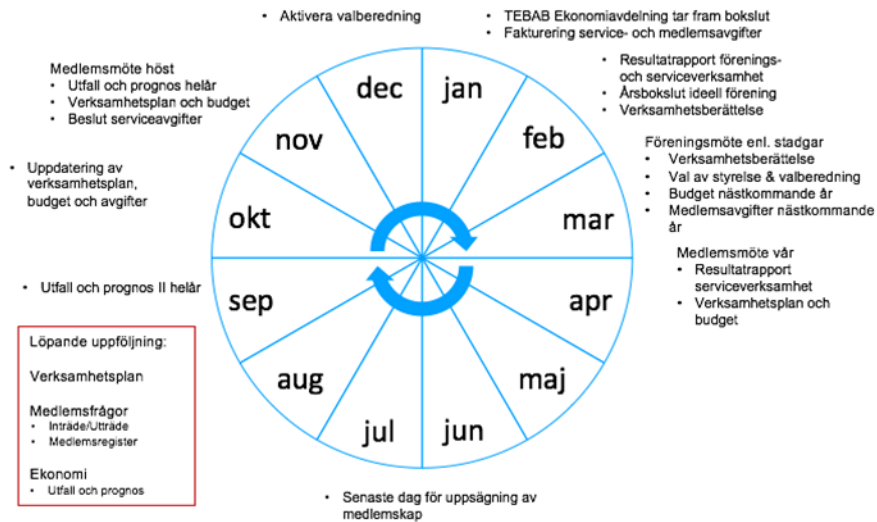 • Aktivera valberedning
• TEBAB Ekonomiavdelning tar fram bokslut
• Fakturering service- och medlemsavgifter
• Resultatrapport förenings-
och serviceverksamhet
• Årsbokslut ideell förening
• Verksamhetsberättelse
Föreningsmöte enl. stadgar
• Verksamhetsberättelse
• Val av styrelse & valberedning
• Budget nästkommande år
• Medlemsavgifter nästkommande
år
Medlemsmöte vår
• Resultatrapport
serviceverksamhet
• Verksamhetsplan och
budget
• Senaste dag för uppsägning av
medlemskap
• Utfall och prognos II helår
• Uppdatering av
verksamhetsplan,
budget och avgifter
Medlemsmöte höst
• Utfall och prognos helår
• Verksamhetsplan och budget
• Beslut serviceavgifter
jan
feb
mar
apr
maj
jun
jul
aug
sep
okt
nov
dec
Löpande uppföljning:
Verksamhetsplan
Medlemsfrågor
• Inträde/Utträde
• Medlemsregister
Ekonomi
• Utfall och prognos